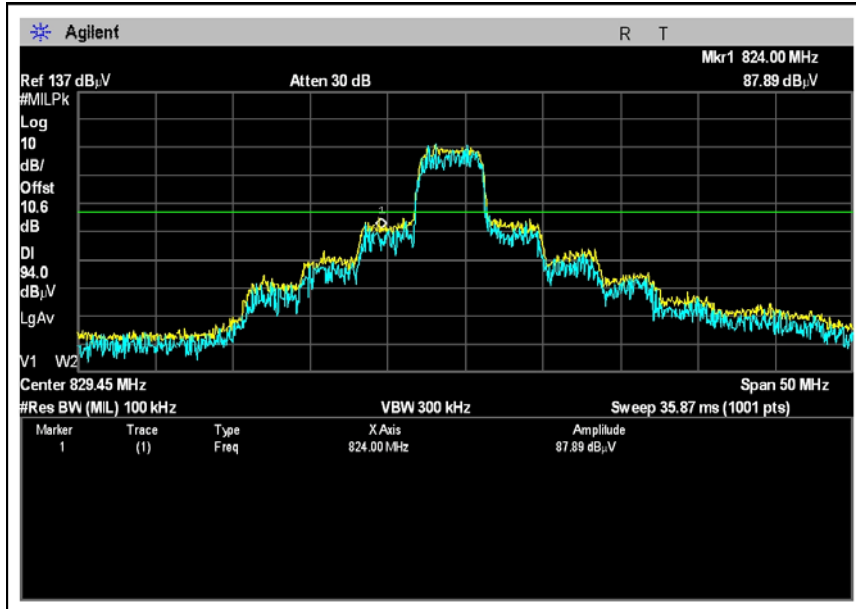 Agilent R T
Mkr1 824.00 MHz
Ref 137 dBµV Atten 30 dB 87.89 dBµV
#MILPk
Log
10
dB/
Offst
10.6
dB
DI
94.0
dBµV
LgAv
V1 W2
1
Center 829.45 MHz Span 50 MHz
#Res BW (MIL) 100 kHz VBW 300 kHz Sweep 35.87 ms (1001 pts)
Marker Trace Type X Axis Amplitude
1 (1) Freq 824.00 MHz 87.89 dBµV